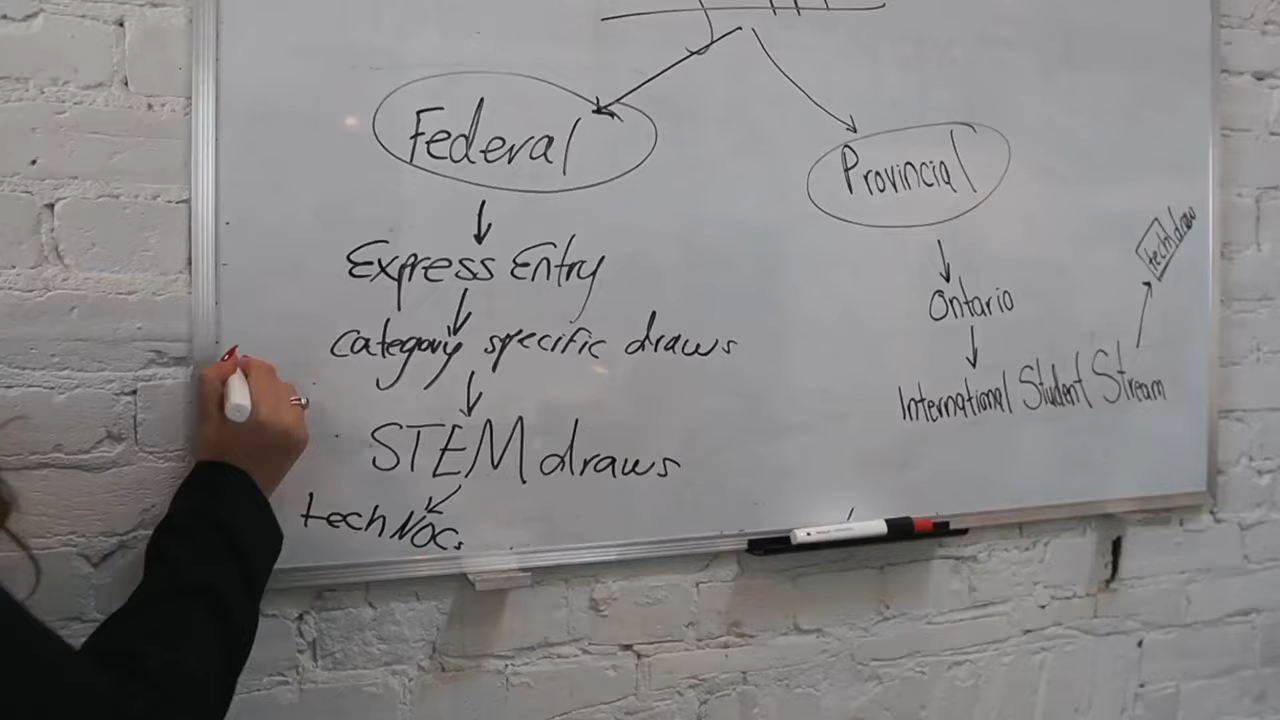 Federal
Provincial
Express Entry
Category specific draws
STEM draws
tech NOCs
Ontario
International Student Stream
tech draw